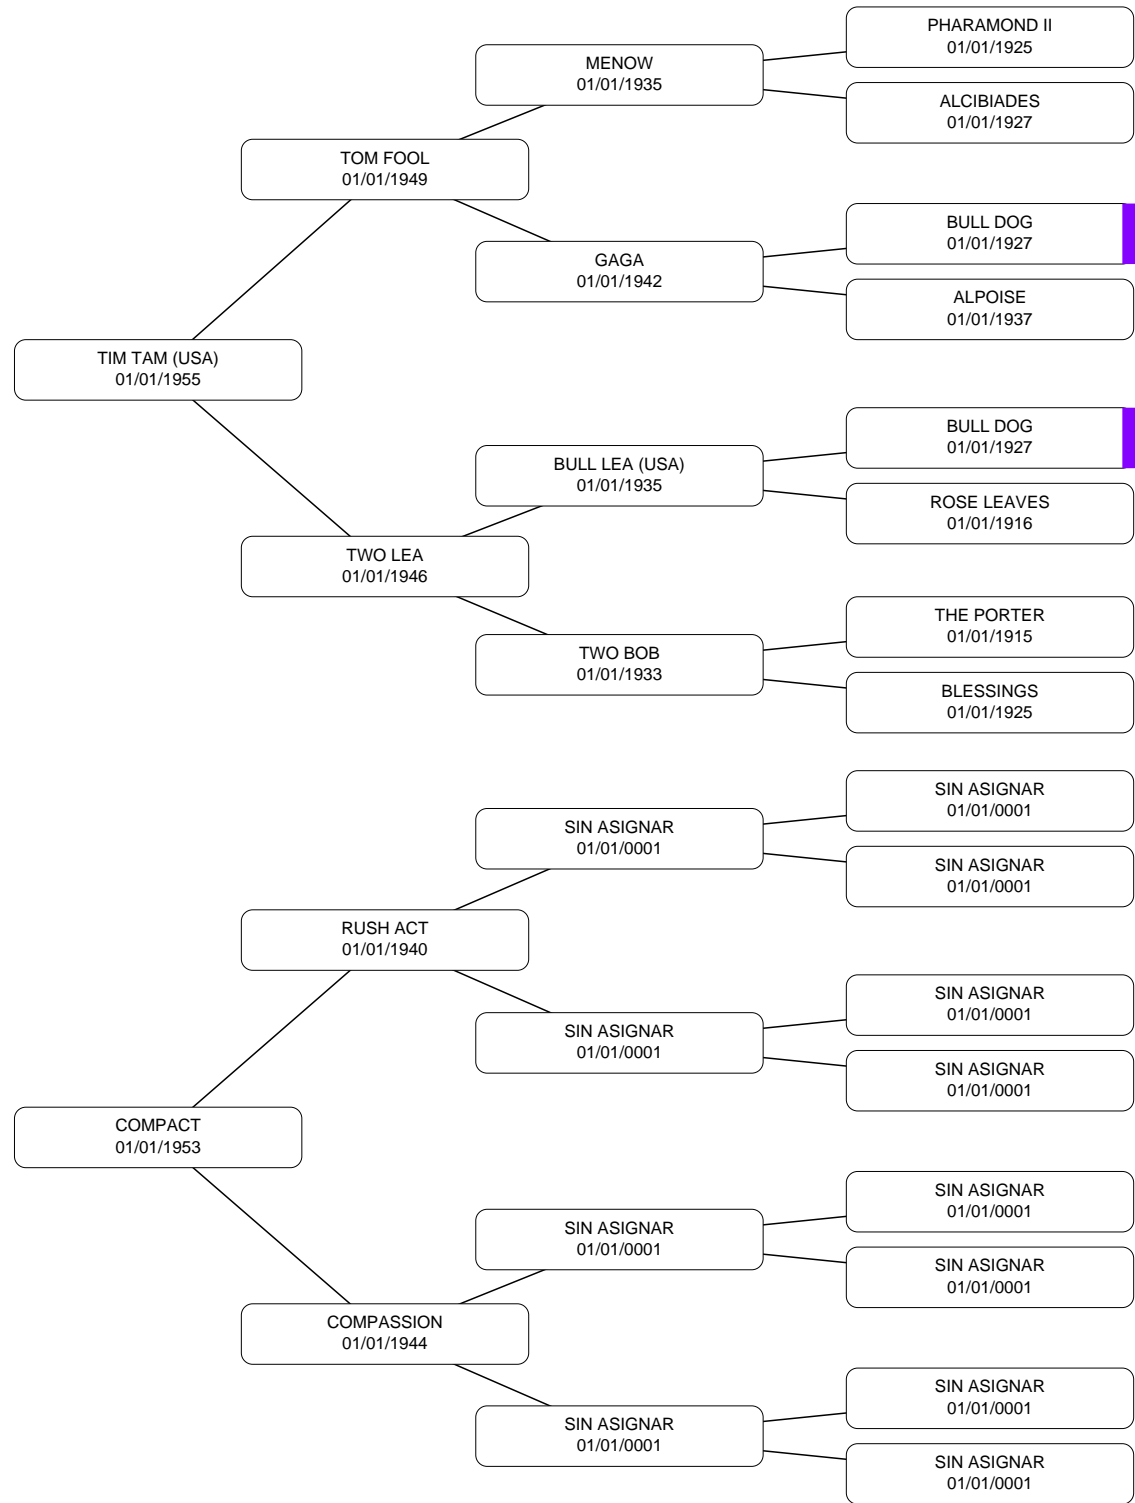 PHARAMOND II
01/01/1925
MENOW
01/01/1935
ALCIBIADES
01/01/1927
TOM FOOL
01/01/1949
BULL DOG
01/01/1927
GAGA
01/01/1942
ALPOISE
01/01/1937
TIM TAM (USA)
01/01/1955
BULL DOG
01/01/1927
BULL LEA (USA)
01/01/1935
ROSE LEAVES
01/01/1916
TWO LEA
01/01/1946
THE PORTER
01/01/1915
TWO BOB
01/01/1933
BLESSINGS
01/01/1925
SIN ASIGNAR
01/01/0001
SIN ASIGNAR
01/01/0001
SIN ASIGNAR
01/01/0001
RUSH ACT
01/01/1940
SIN ASIGNAR
01/01/0001
SIN ASIGNAR
01/01/0001
SIN ASIGNAR
01/01/0001
COMPACT
01/01/1953
SIN ASIGNAR
01/01/0001
SIN ASIGNAR
01/01/0001
SIN ASIGNAR
01/01/0001
COMPASSION
01/01/1944
SIN ASIGNAR
01/01/0001
SIN ASIGNAR
01/01/0001
SIN ASIGNAR
01/01/0001